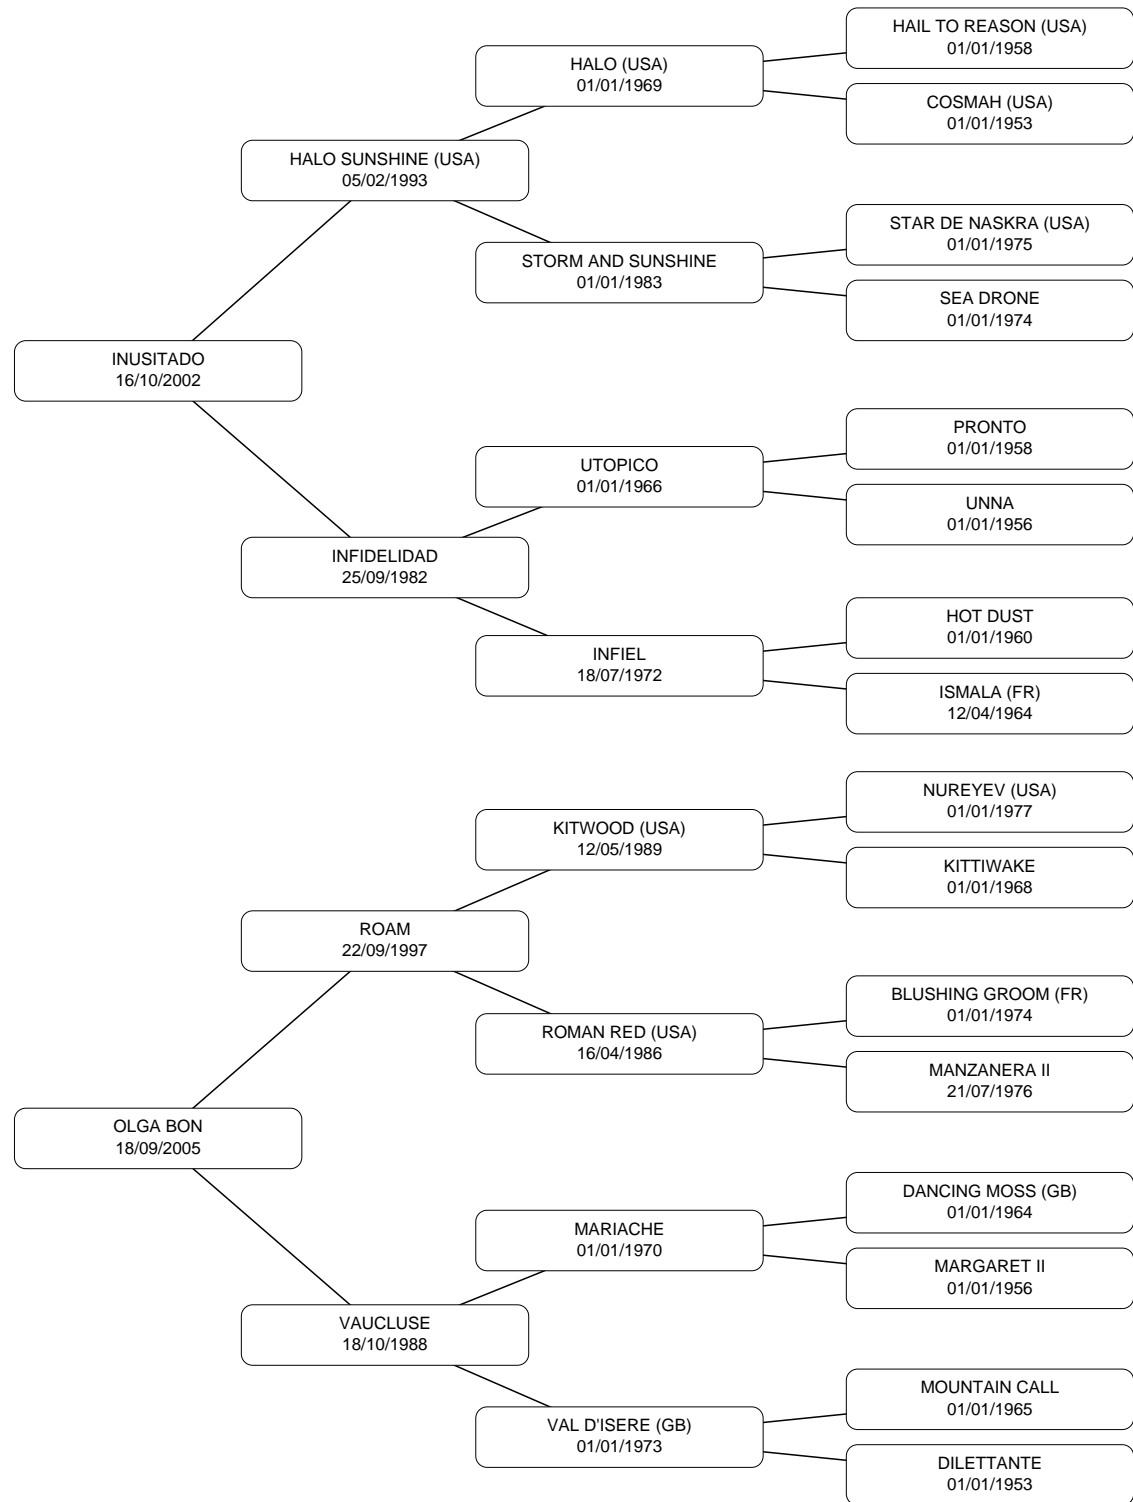 HAIL TO REASON (USA)
01/01/1958
HALO (USA)
01/01/1969
COSMAH (USA)
01/01/1953
HALO SUNSHINE (USA)
05/02/1993
STAR DE NASKRA (USA)
01/01/1975
STORM AND SUNSHINE
01/01/1983
SEA DRONE
01/01/1974
INUSITADO
16/10/2002
PRONTO
01/01/1958
UTOPICO
01/01/1966
UNNA
01/01/1956
INFIDELIDAD
25/09/1982
HOT DUST
01/01/1960
INFIEL
18/07/1972
ISMALA (FR)
12/04/1964
NUREYEV (USA)
01/01/1977
KITWOOD (USA)
12/05/1989
KITTIWAKE
01/01/1968
ROAM
22/09/1997
BLUSHING GROOM (FR)
01/01/1974
ROMAN RED (USA)
16/04/1986
MANZANERA II
21/07/1976
OLGA BON
18/09/2005
DANCING MOSS (GB)
01/01/1964
MARIACHE
01/01/1970
MARGARET II
01/01/1956
VAUCLUSE
18/10/1988
MOUNTAIN CALL
01/01/1965
VAL D'ISERE (GB)
01/01/1973
DILETTANTE
01/01/1953